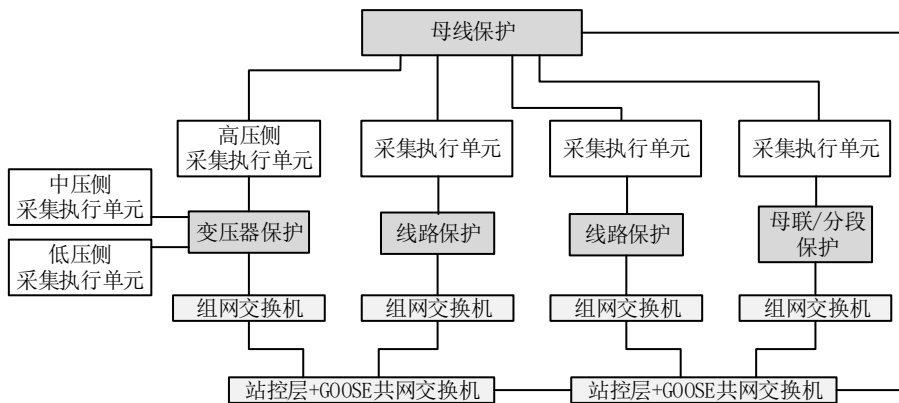 母线保护
高压侧
采集执行单元
采集执行单元
采集执行单元
采集执行单元
中压侧
采集执行单元
变压器保护
线路保护
线路保护
母联/分段
保护
低压侧
采集执行单元
组网交换机
组网交换机
组网交换机
组网交换机
站控层+GOOSE共网交换机
站控层+GOOSE共网交换机